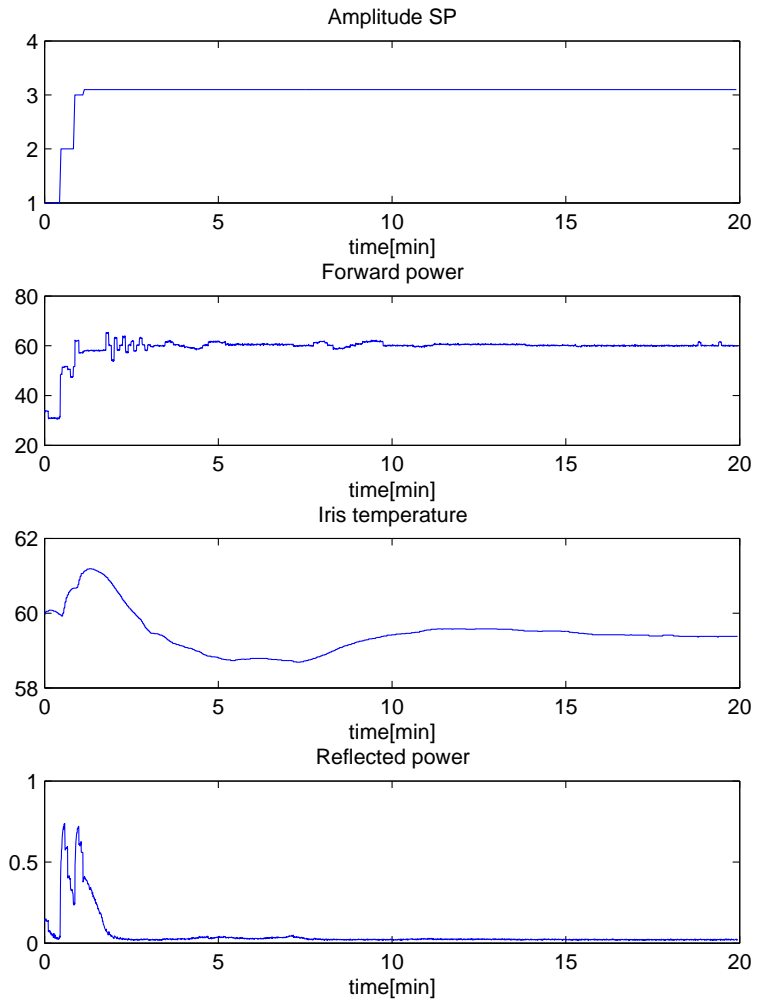 Amplitude SP
4
3
2
1
0 5 10 15 20
time[min]
Forward power
80
60
40
20
0 5 10 15 20
time[min]
Iris temperature
62
60
58
0 5 10 15 20
time[min]
Reflected power
1
0.5
0
0 5 10 15 20
time[min]